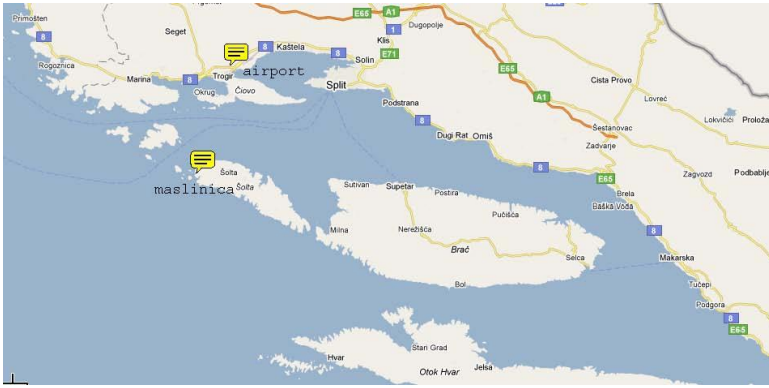 Primošten
8
E65
A1
Dugopolje
Seget
1
Klis
8
Kaštela
8
E71
Rogoznica
airport
Solin
E65
Marina
8
Trogir
Split
Cista Provo
Okrug
Čiovo
A1
Lovreč
Podstrana
8
Lokvičići
Proloža
Dugi Rat
Omiš
Šestanovac
Zadvarje
8
Šolta
Zagvozd
Podbablje
E65
maslinica
Šolta
Sutivan
Supetar
Postira
Brela
Baška Voda
Pučišća
Milna
Nerežišća
8
Brač
Selca
Makarska
Bol
Tučepi
Podgora
8
E65
Stari Grad
Hvar
Jelsa
Otok Hvar